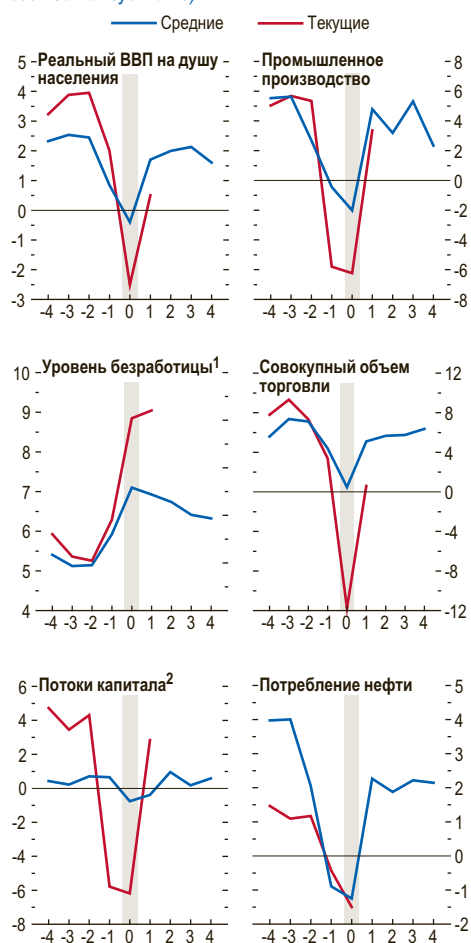 Средние
Текущие
Реальный ВВП на душу
населения
5
4
3
2
1
0
-1
-2
-3
-4 -3 -2 -1 0 1 2 3 4
Промышленное
производство
8
6
4
2
0
-2
-4
-6
-8
-4 -3 -2 -1 0 1 2 3 4
Уровень безработицы1
10
9
8
7
6
5
4
-4 -3 -2 -1 0 1 2 3 4
Совокупный объем
торговли
12
8
4
0
-4
-8
-12
-4 -3 -2 -1 0 1 2 3 4
Потоки капитала2
6
4
2
0
-2
-4
-6
-8
-4 -3 -2 -1 0 1 2 3 4
Потребление нефти
5
4
3
2
1
0
-1
-2
-4 -3 -2 -1 0 1 2 3 4